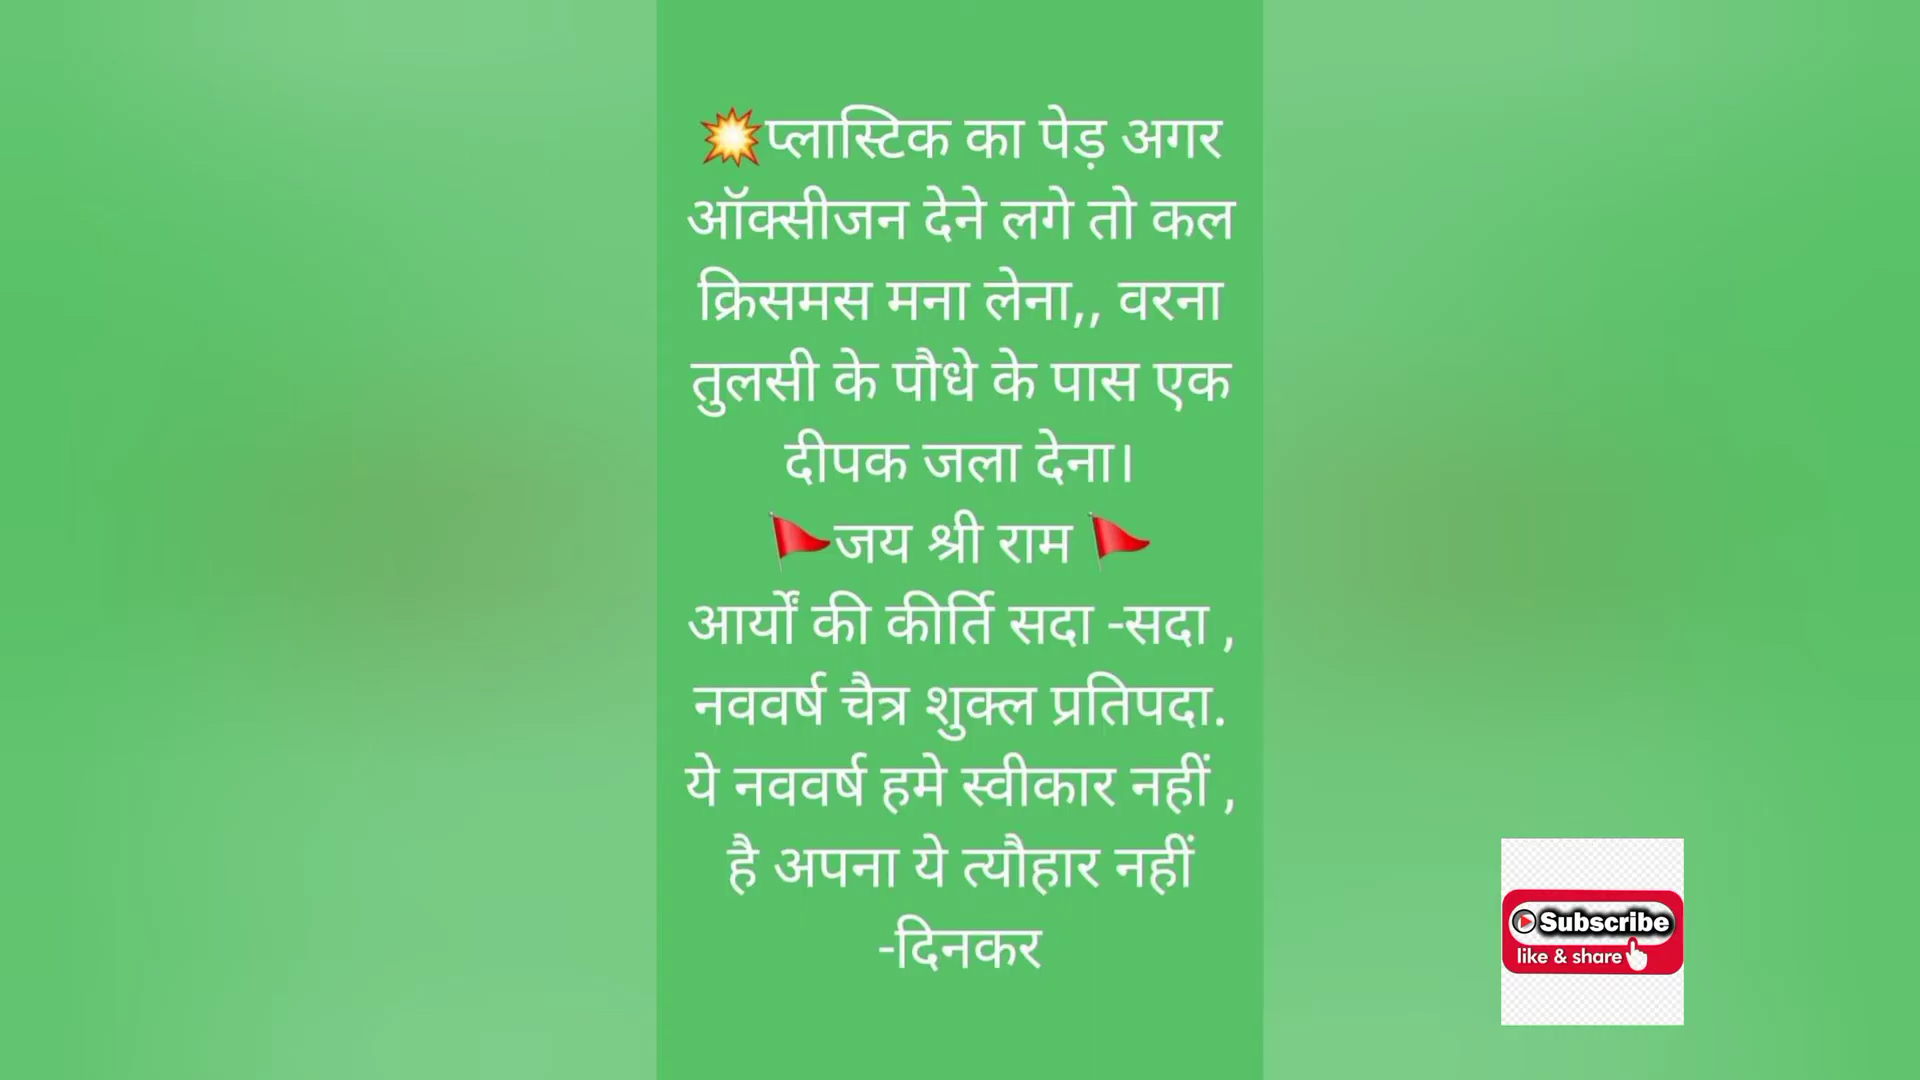 💥प्लास्टिक का पेड़ अगर
ऑक्सीजन देने लगे तो कल
क्रिसमस मना लेना,, वरना
तुलसी के पौधे के पास एक
दीपक जला देना।
🚩जय श्री राम 🚩
आर्यों की कीर्ति सदा -सदा ,
नववर्ष चैत्र शुक्ल प्रतिपदा.
ये नववर्ष हमे स्वीकार नहीं ,
है अपना ये त्यौहार नहीं
-दिनकर
Subscribe
like & share